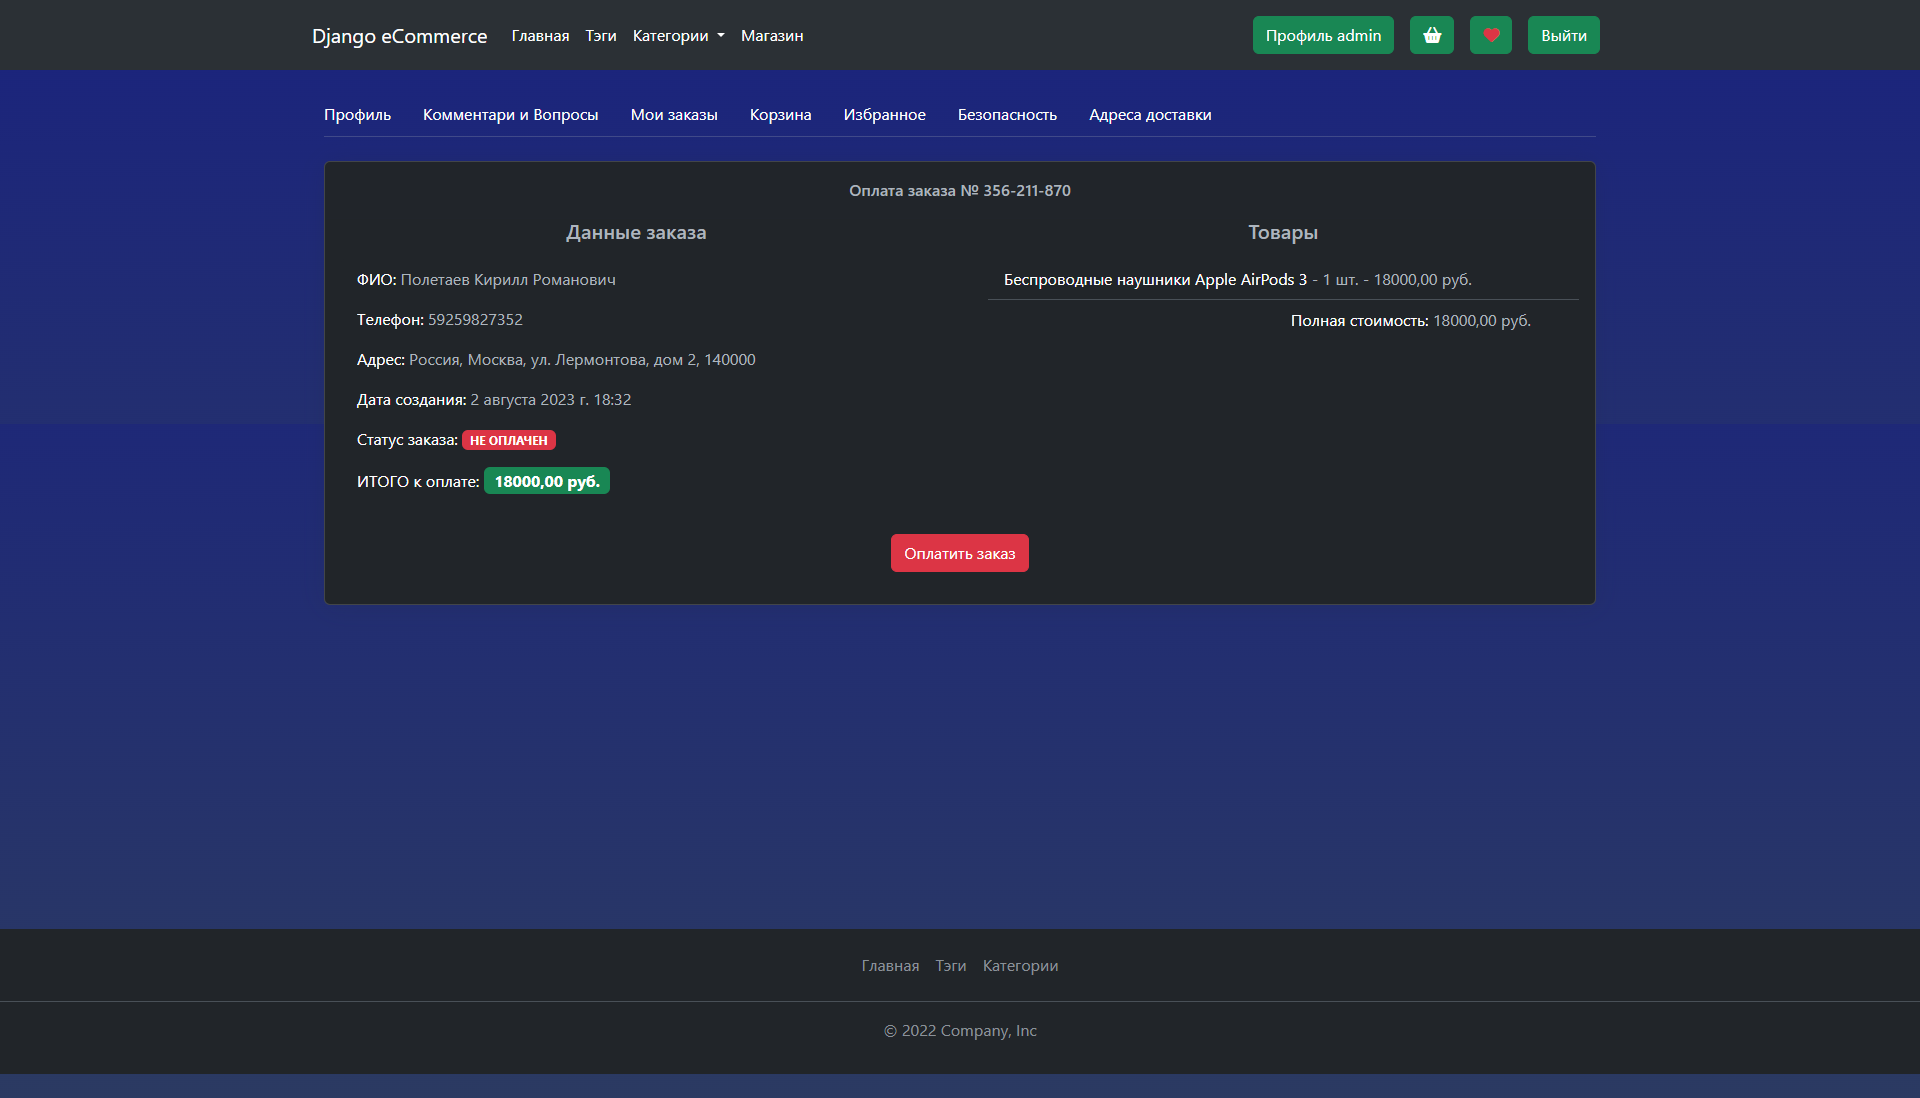 Django eCommerce Главная Тэги Категории Магазин Профиль admin Выйти
Профиль Комментари и Вопросы Мои заказы Корзина Избранное Безопасность Адреса доставки
Оплата заказа № 356-211-870
Данные заказа
ФИО: Полетаев Кирилл Романович
Телефон: 59259827352
Адрес: Россия, Москва, ул. Лермонтова, дом 2, 140000
Дата создания: 2 августа 2023 г. 18:32
Статус заказа: НЕ ОПЛАЧЕН
ИТОГО к оплате: 18000,00 руб.
Товары
Беспроводные наушники Apple AirPods 3 - 1 шт. - 18000,00 руб.
Полная стоимость: 18000,00 руб.
Оплатить заказ
Главная Тэги Категории
© 2022 Company, Inc